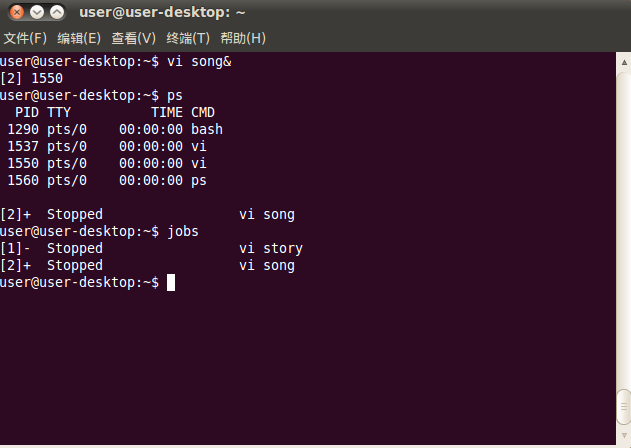 user@user-desktop: ~
文件(F) 编辑(E) 查看(V) 终端(T) 帮助(H)
user@user-desktop:~$ vi song&
[2] 1550
user@user-desktop:~$ ps
  PID TTY          TIME CMD
 1290 pts/0    00:00:00 bash
 1537 pts/0    00:00:00 vi
 1550 pts/0    00:00:00 vi
 1560 pts/0    00:00:00 ps
[2]+  Stopped                 vi song
user@user-desktop:~$ jobs
[1]-  Stopped                 vi story
[2]+  Stopped                 vi song
user@user-desktop:~$